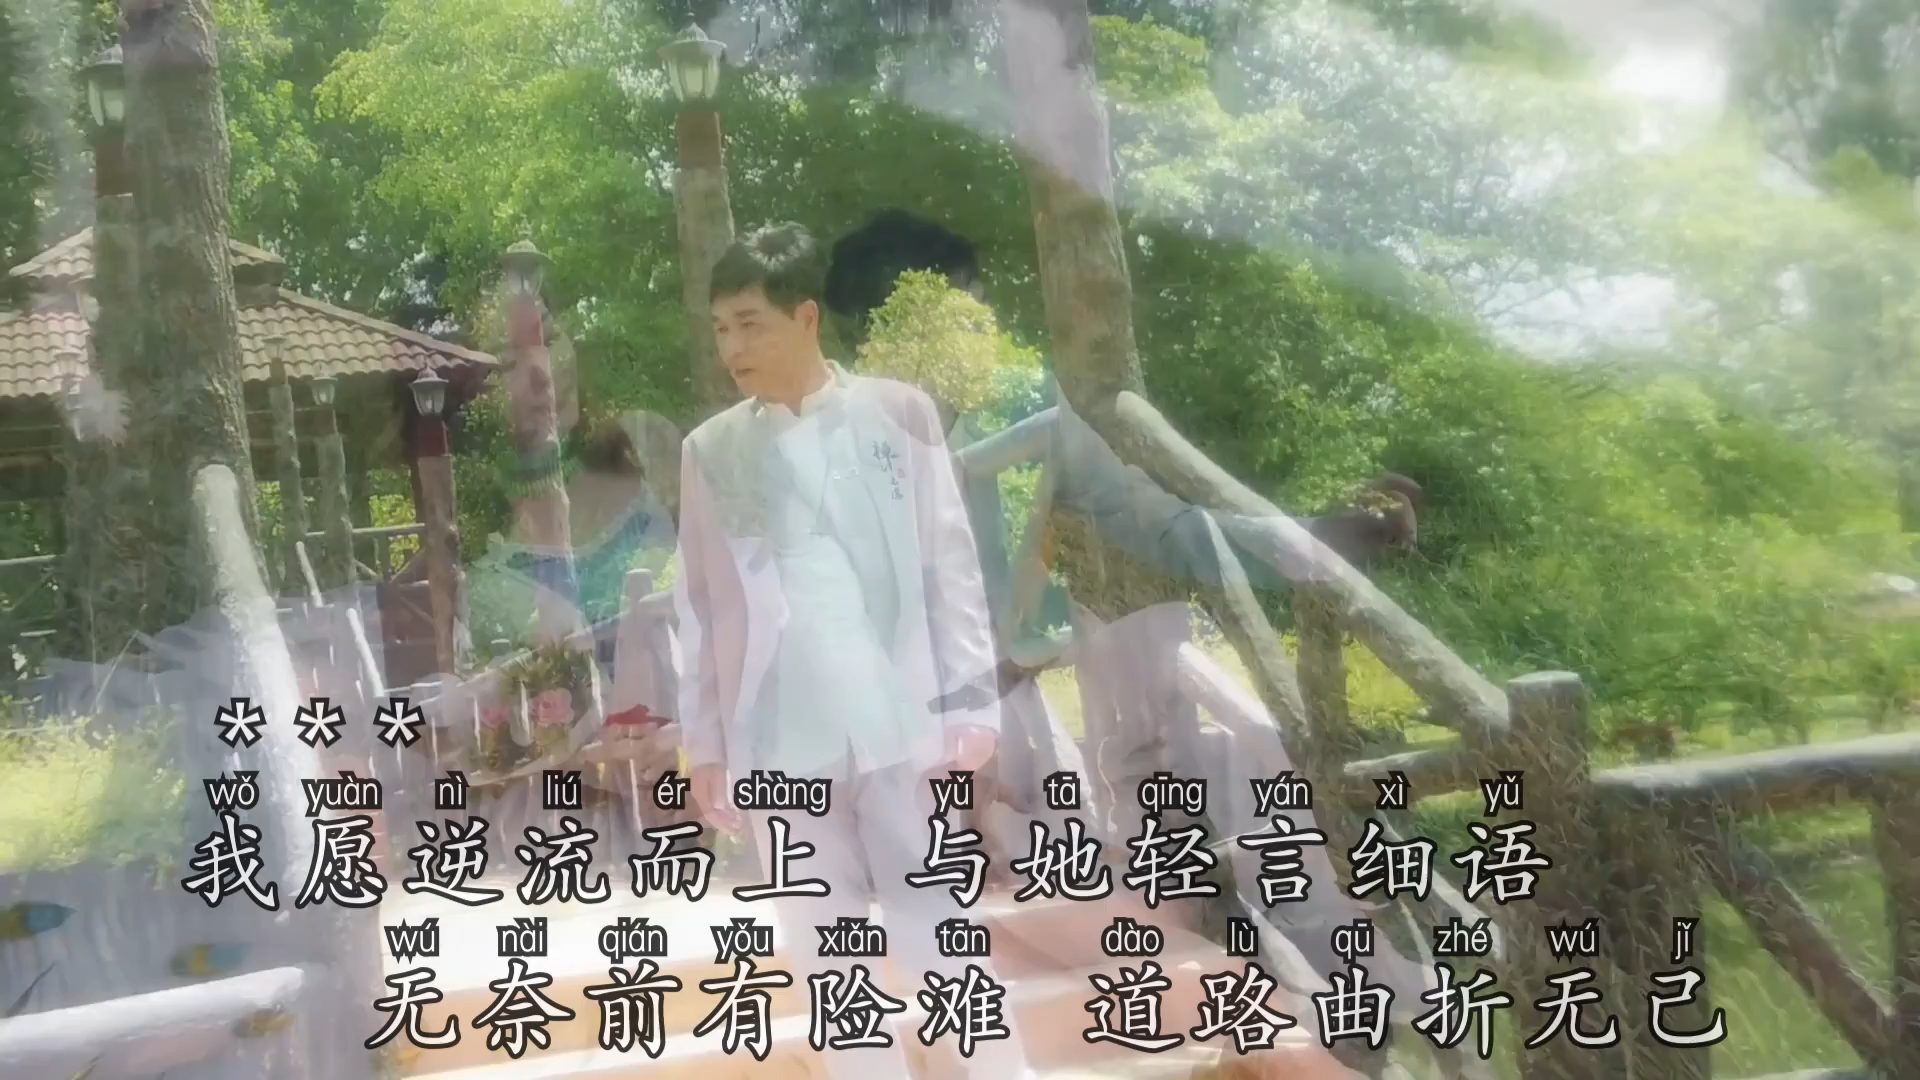 ***
wǒ yuàn nì liú ér shàng yǔ tā qīng yán xì yǔ
我愿逆流而上 与她轻言细语
wú nài qián yǒu xiǎn tān dào lù qū zhé wú jǐ
无奈前有险滩 道路曲折无己